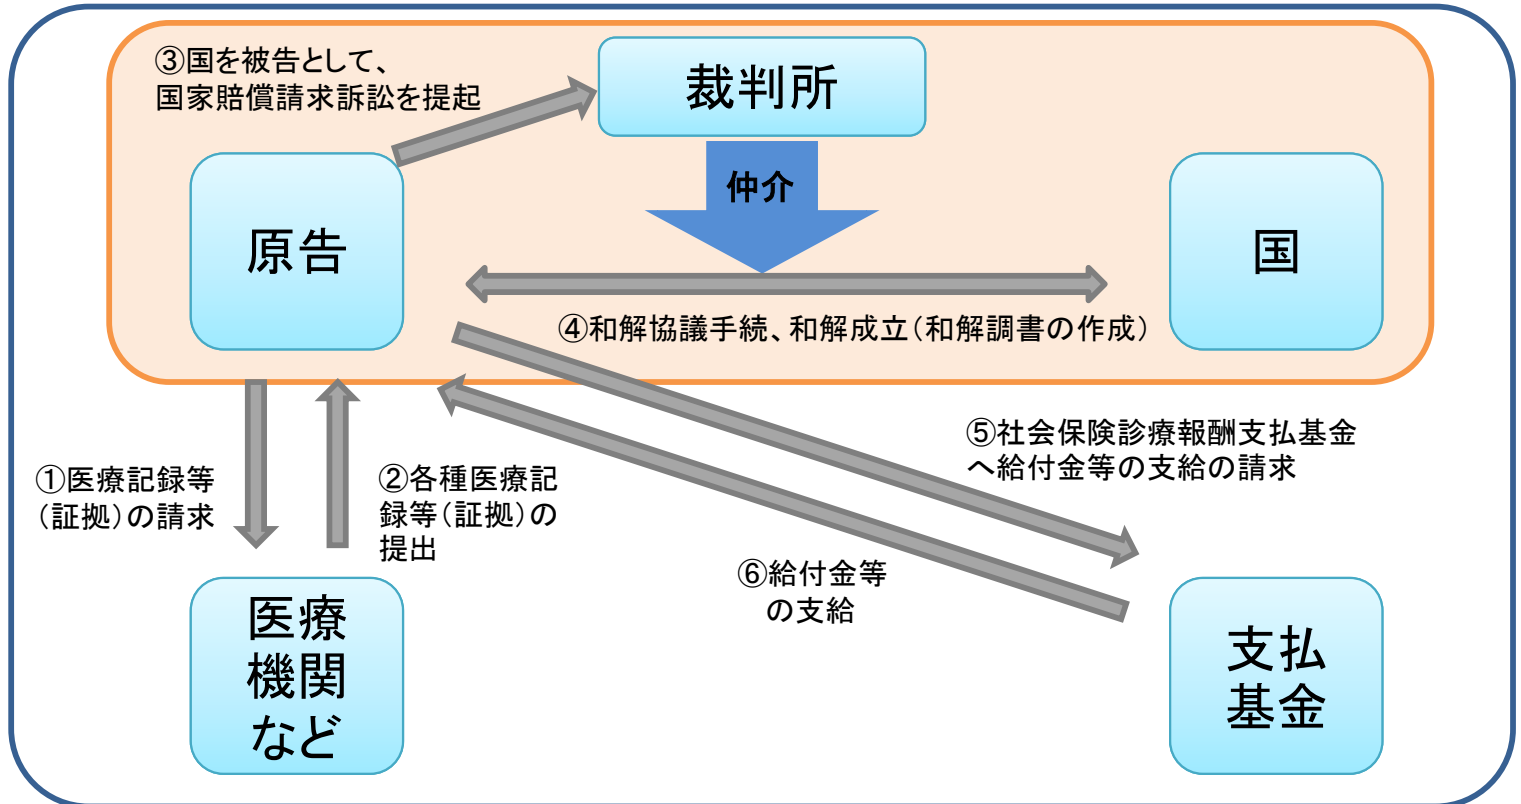 ③国を被告として、
国家賠償請求訴訟を提起
裁判所
仲介
原告
国
④和解協議手続、和解成立(和解調書の作成)
①医療記録等
(証拠)の請求
②各種医療記
録等(証拠)の
提出
⑤社会保険診療報酬支払基金
へ給付金等の支給の請求
⑥給付金等
の支給
医療
機関
など
支払
基金